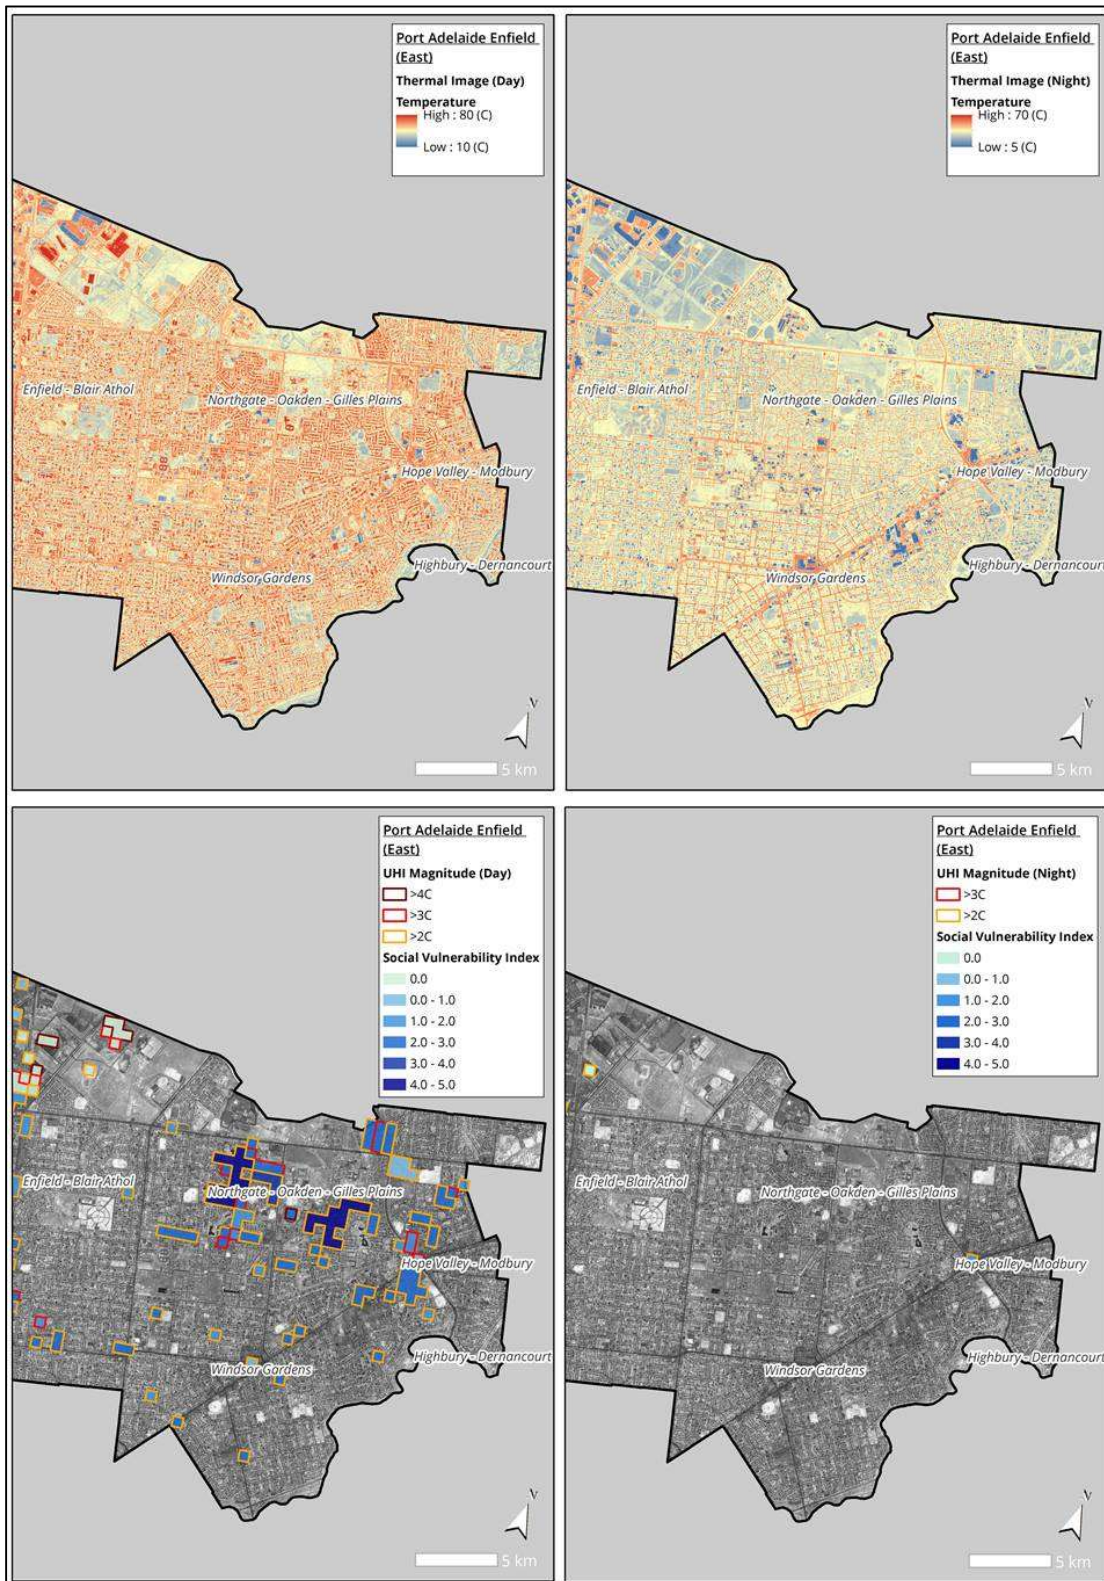 Port Adelaide Enfield
(East)
Thermal Image (Day)
Temperature
High : 80 (C)
Low : 10 (C)
Enfield - Blair Athol
Northgate - Oakden - Gilles Plains
Hope Valley - Modbury
Highbury - Dernancourt
Windsor Gardens
N
5 km
Port Adelaide Enfield
(East)
Thermal Image (Night)
Temperature
High : 70 (C)
Low : 5 (C)
Enfield - Blair Athol
Northgate - Oakden - Gilles Plains
Hope Valley - Modbury
Highbury - Dernancourt
Windsor Gardens
N
5 km
Port Adelaide Enfield
(East)
UHI Magnitude (Day)
>4C
>3C
>2C
Social Vulnerability Index
0.0
0.0 - 1.0
1.0 - 2.0
2.0 - 3.0
3.0 - 4.0
4.0 - 5.0
Enfield - Blair Athol
Northgate - Oakden - Gilles Plains
Hope Valley - Modbury
Highbury - Dernancourt
Windsor Gardens
N
5 km
Port Adelaide Enfield
(East)
UHI Magnitude (Night)
>3C
>2C
Social Vulnerability Index
0.0
0.0 - 1.0
1.0 - 2.0
2.0 - 3.0
3.0 - 4.0
4.0 - 5.0
Enfield - Blair Athol
Northgate - Oakden - Gilles Plains
Hope Valley - Modbury
Highbury - Dernancourt
Windsor Gardens
N
5 km